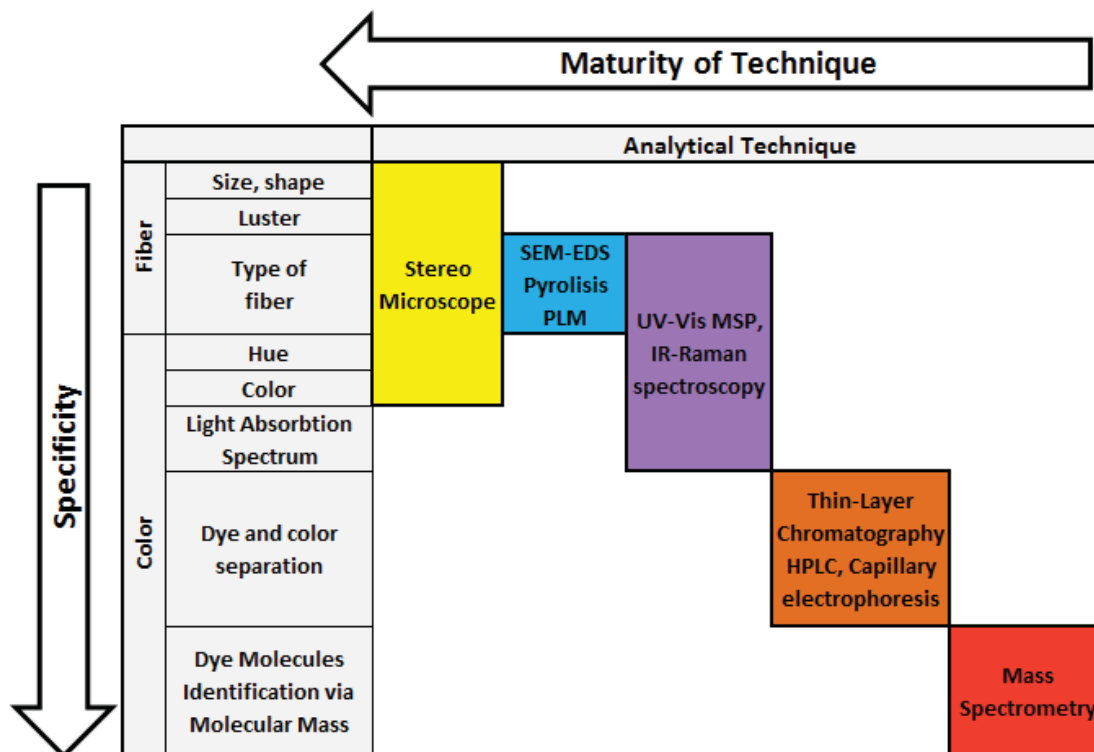 Maturity of Technique
Analytical Technique
Specificity
Fiber
Size, shape
Luster
Type of
fiber
Stereo
Microscope
SEM-EDS
Pyrolisis
PLM
UV-Vis MSP,
IR-Raman
spectroscopy
Color
Hue
Color
Light Absorbtion
Spectrum
Dye and color
separation
Thin-Layer
Chromatography
HPLC, Capillary
electrophoresis
Dye Molecules
Identification via
Molecular Mass
Mass
Spectrometry